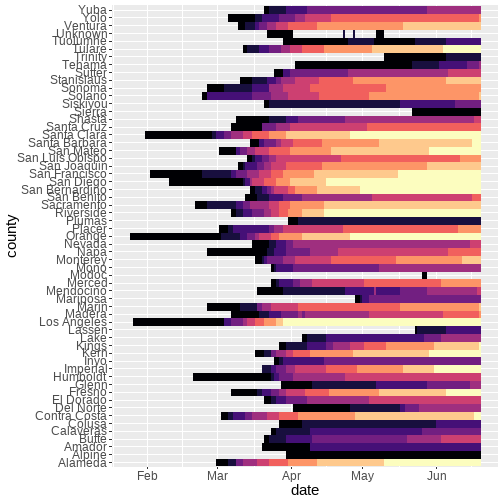 county
Yuba
Yolo
Ventura
Unknown
Tuolumne
Tulare
Trinity
Tehama
Sutter
Stanislaus
Sonoma
Solano
Siskiyou
Sierra
Shasta
Santa Cruz
Santa Clara
Santa Barbara
San Mateo
San Luis Obispo
San Joaquin
San Francisco
San Diego
San Bernardino
San Benito
Sacramento
Riverside
Plumas
Placer
Orange
Nevada
Napa
Monterey
Mono
Modoc
Merced
Mendocino
Mariposa
Marin
Madera
Los Angeles
Lassen
Lake
Kings
Kern
Inyo
Imperial
Humboldt
Glenn
Fresno
El Dorado
Del Norte
Contra Costa
Colusa
Calaveras
Butte
Amador
Alpine
Alameda
Feb Mar Apr May Jun
date